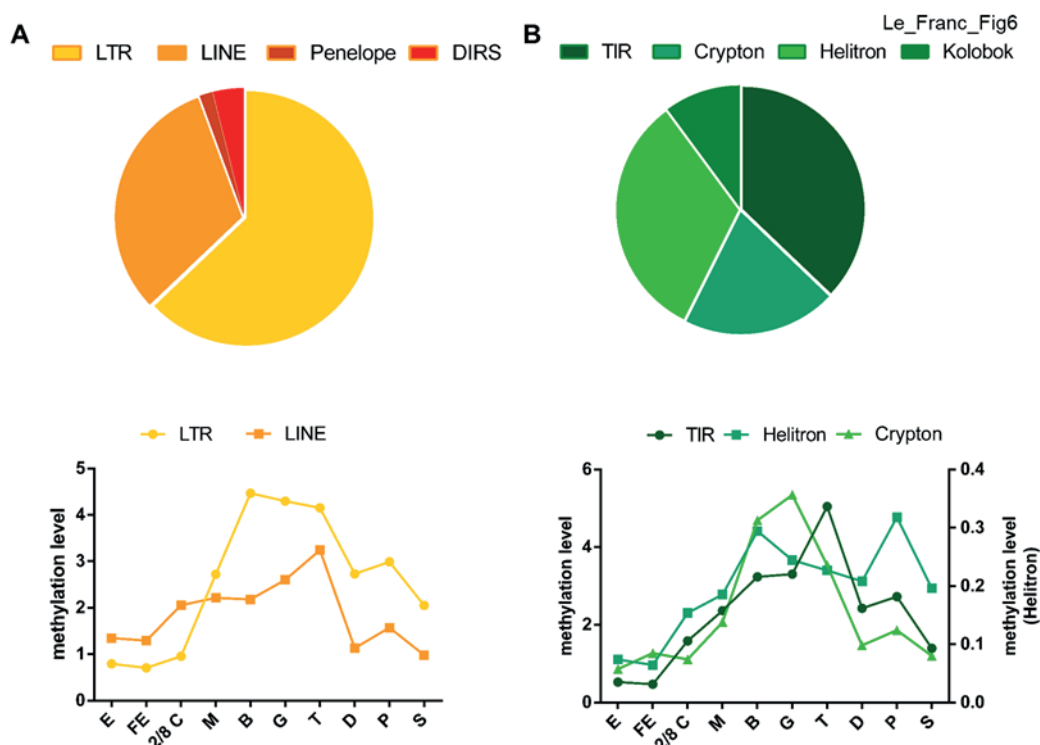 Le_Franc_Fig6
A
LTR LINE Penelope DIRS
B
TIR Crypton Helitron Kolobok
LTR LINE
methylation level
5
4
3
2
1
0
E FE 2/8 C M B G T D P S
TIR Helitron Crypton
methylation level
6
4
2
0
0.4
0.3
0.2
0.1
0.0
methylation level
(Helitron)
E FE 2/8 C M B G T D P S